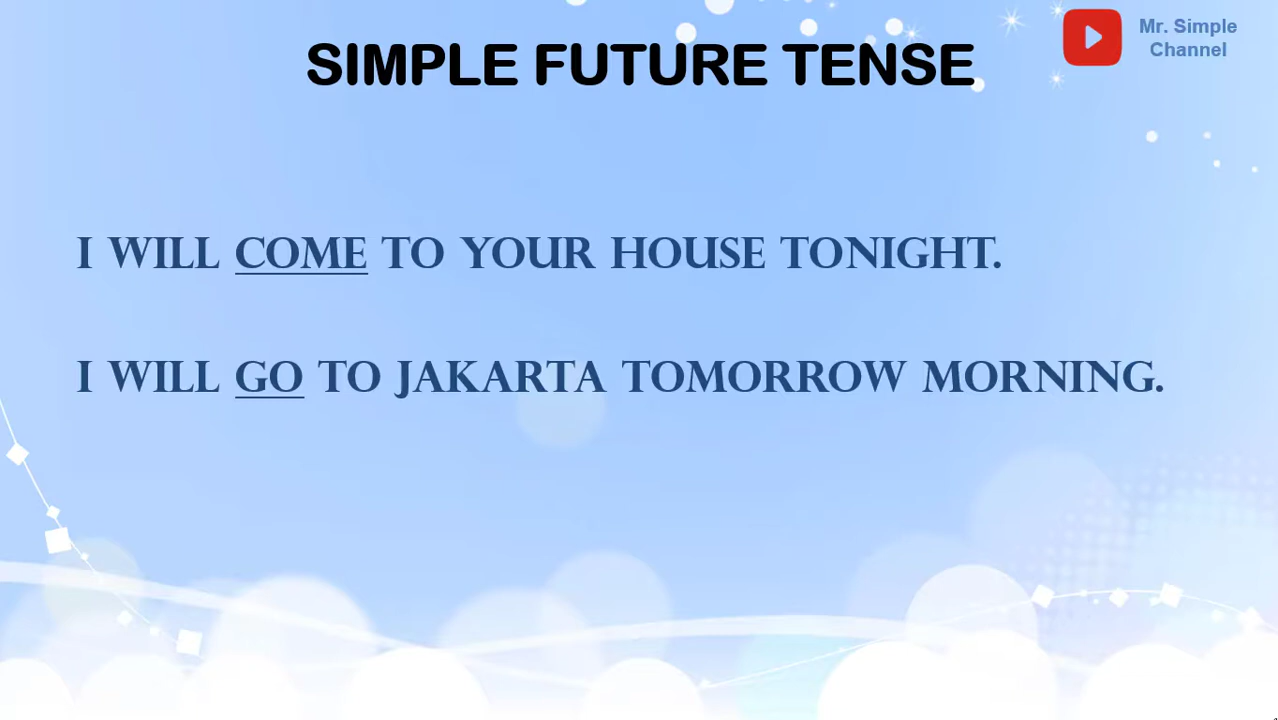 SIMPLE FUTURE TENSE
Mr. Simple
Channel
I WILL COME TO YOUR HOUSE TONIGHT.
I WILL GO TO JAKARTA TOMORROW MORNING.